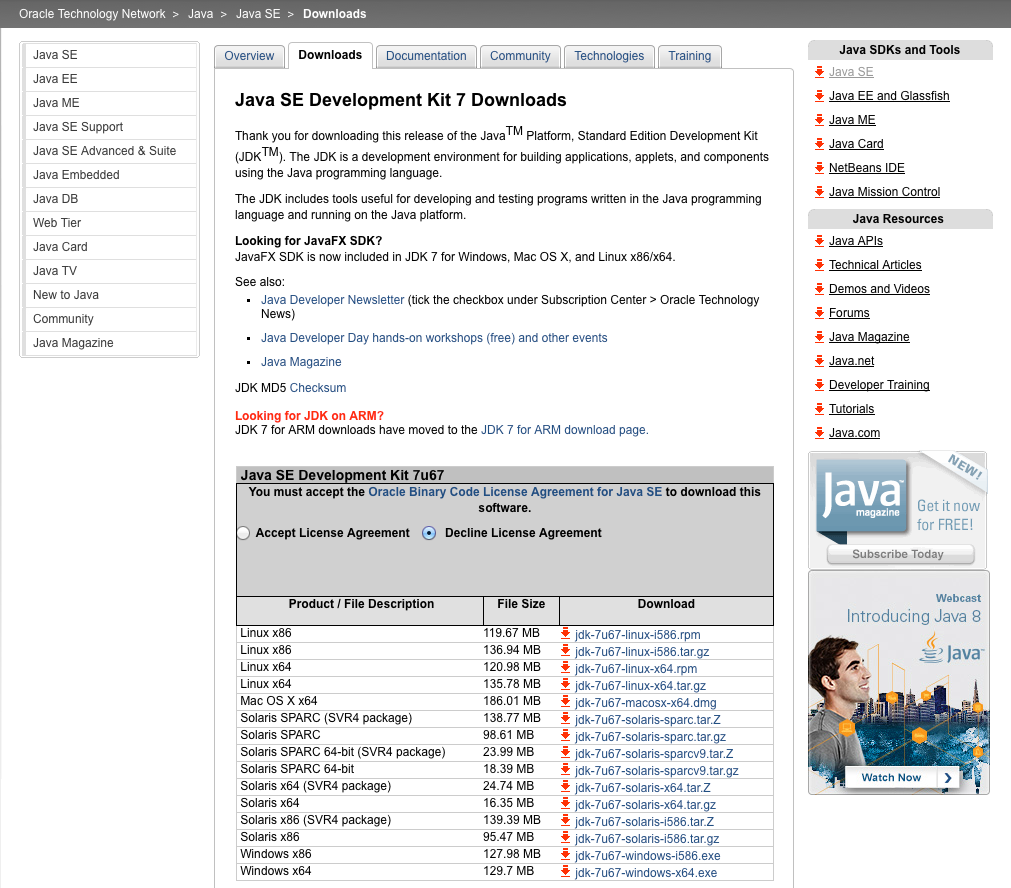 Oracle Technology Network > Java > Java SE > Downloads
Java SE
Java EE
Java ME
Java SE Support
Java SE Advanced & Suite
Java Embedded
Java DB
Web Tier
Java Card
Java TV
New to Java
Community
Java Magazine
Overview Downloads Documentation Community Technologies Training
Java SE Development Kit 7 Downloads
Thank you for downloading this release of the Java™ Platform, Standard Edition Development Kit
(JDK™). The JDK is a development environment for building applications, applets, and components
using the Java programming language.
The JDK includes tools useful for developing and testing programs written in the Java programming
language and running on the Java platform.
Looking for JavaFX SDK?
JavaFX SDK is now included in JDK 7 for Windows, Mac OS X, and Linux x86/x64.
See also:
Java Developer Newsletter (tick the checkbox under Subscription Center > Oracle Technology
News)
Java Developer Day hands-on workshops (free) and other events
Java Magazine
JDK MD5 Checksum
Looking for JDK on ARM?
JDK 7 for ARM downloads have moved to the JDK 7 for ARM download page.
Java SE Development Kit 7u67
You must accept the Oracle Binary Code License Agreement for Java SE to download this
software.
Accept License Agreement Decline License Agreement
Product / File Description File Size Download
Linux x86 119.67 MB jdk-7u67-linux-i586.rpm
Linux x86 136.94 MB jdk-7u67-linux-i586.tar.gz
Linux x64 120.98 MB jdk-7u67-linux-x64.rpm
Linux x64 135.78 MB jdk-7u67-linux-x64.tar.gz
Mac OS X x64 186.01 MB jdk-7u67-macosx-x64.dmg
Solaris SPARC (SVR4 package) 138.77 MB jdk-7u67-solaris-sparc.tar.Z
Solaris SPARC 98.61 MB jdk-7u67-solaris-sparc.tar.gz
Solaris SPARC 64-bit (SVR4 package) 23.99 MB jdk-7u67-solaris-sparcv9.tar.Z
Solaris SPARC 64-bit 18.39 MB jdk-7u67-solaris-sparcv9.tar.gz
Solaris x64 (SVR4 package) 24.74 MB jdk-7u67-solaris-x64.tar.Z
Solaris x64 16.35 MB jdk-7u67-solaris-x64.tar.gz
Solaris x86 (SVR4 package) 139.39 MB jdk-7u67-solaris-i586.tar.Z
Solaris x86 95.47 MB jdk-7u67-solaris-i586.tar.gz
Windows x86 127.98 MB jdk-7u67-windows-i586.exe
Windows x64 129.7 MB jdk-7u67-windows-x64.exe
Java SDKs and Tools
Java SE
Java EE and Glassfish
Java ME
Java Card
NetBeans IDE
Java Mission Control
Java Resources
Java APIs
Technical Articles
Demos and Videos
Forums
Java Magazine
Java.net
Developer Training
Tutorials
Java.com
NEW!
Java™
magazine
Get it now
for FREE!
Subscribe Today
Webcast
Introducing Java 8
Java™
Watch Now